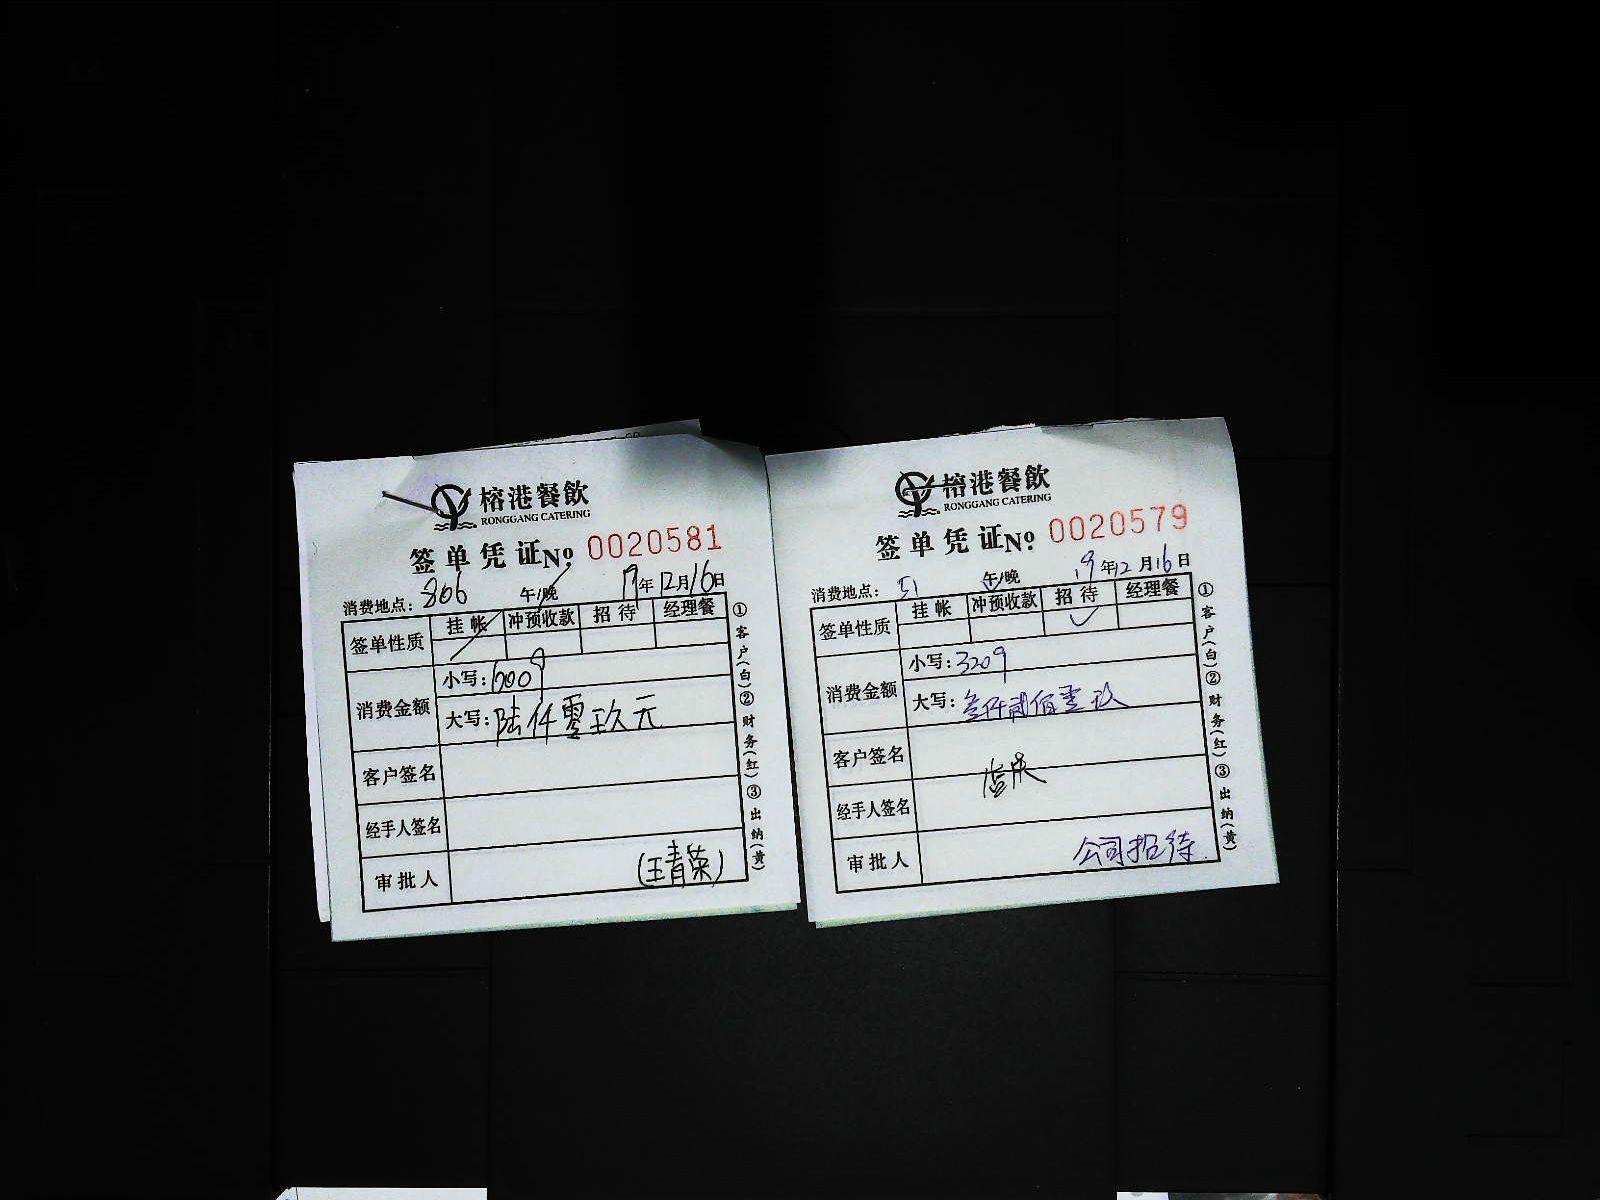 榕港餐飲
RONGGANG CATERING
签单凭证No. 0020581
消费地点: 866 午/晚 19年12月16日
签单性质 挂帐 冲预收款 招待 经理餐
消费金额
小写: 6009
大写: 陆仟零玖元
客户签名
经手人签名
审批人 (王青荣)
①客户(白)②财务(红)③出纳(黄)
榕港餐飲
RONGGANG CATERING
签单凭证No. 0020579
消费地点: 51 午/晚 19年12月16日
签单性质 挂帐 冲预收款 招待 经理餐
消费金额
小写: 3209
大写: 叁仟贰佰零玖
客户签名
经手人签名
审批人 公司招待
①客户(白)②财务(红)③出纳(黄)